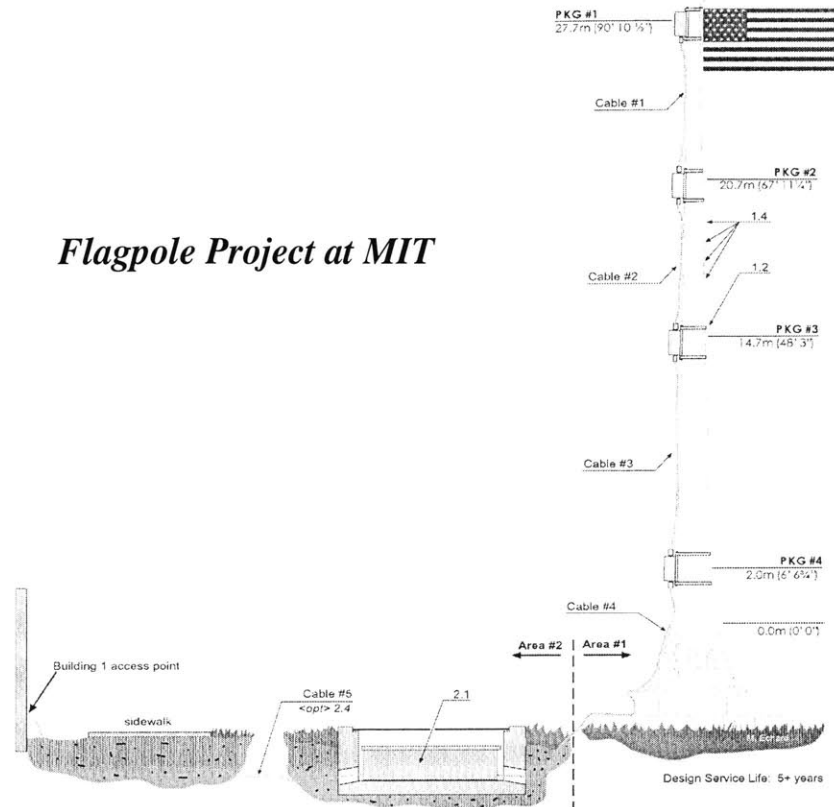 PKG #1
27.7m (90' 10 ½")
Cable #1
PKG #2
20.7m (67' 11¼")
1.4
Flagpole Project at MIT
Cable #2
1.2
PKG #3
14.7m (48' 3")
Cable #3
PKG #4
2.0m (6' 6¾")
Cable #4
0.0m (0' 0")
Area #2
Area #1
Building 1 access point
Cable #5
<opt> 2.4
2.1
sidewalk
Design Service Life: 5+ years